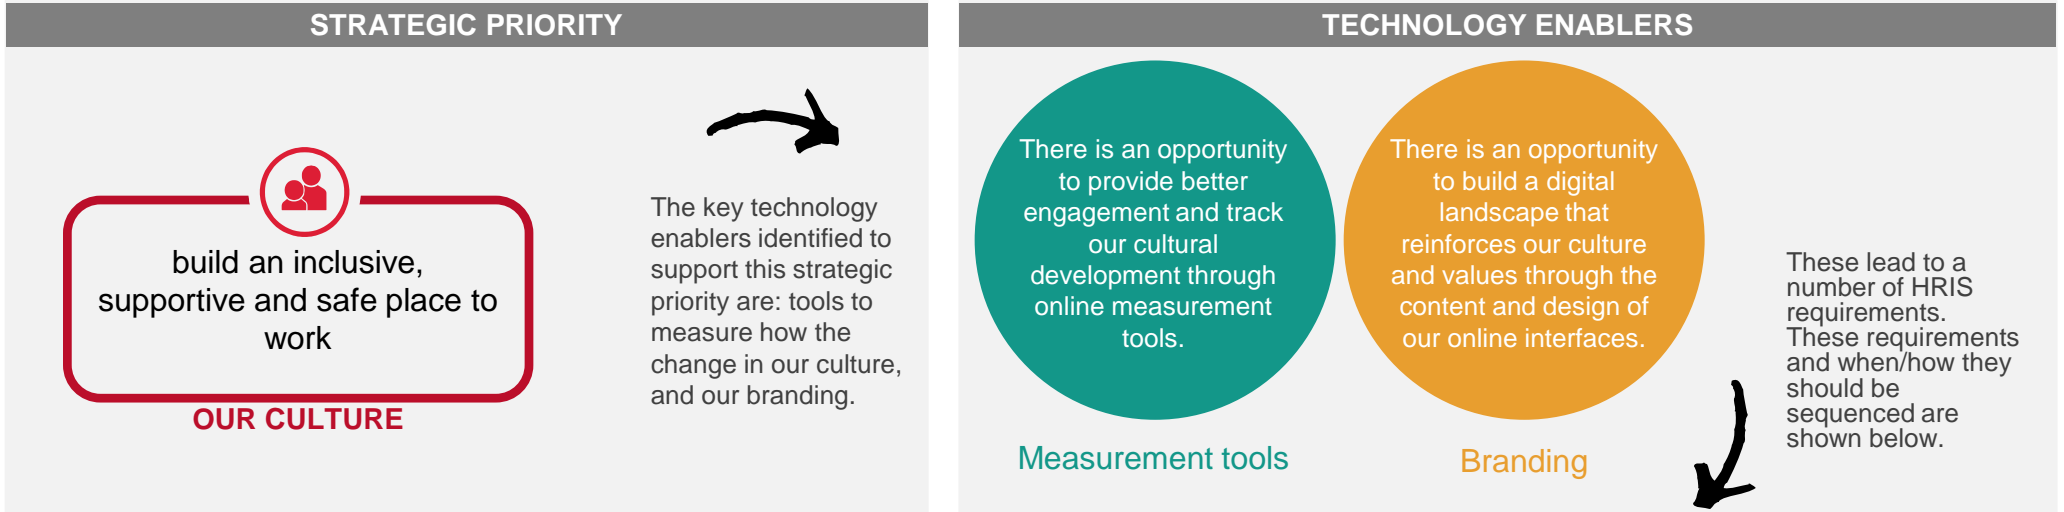 STRATEGIC PRIORITY
build an inclusive,
supportive and safe place to
work
OUR CULTURE
The key technology
enablers identified to
support this strategic
priority are: tools to
measure how the
change in our culture,
and our branding.
TECHNOLOGY ENABLERS
There is an opportunity
to provide better
engagement and track
our cultural
development through
online measurement
tools.
Measurement tools
There is an opportunity
to build a digital
landscape that
reinforces our culture
and values through the
content and design of
our online interfaces.
Branding
These lead to a
number of HRIS
requirements.
These requirements
and when/how they
should be
sequenced are
shown below.